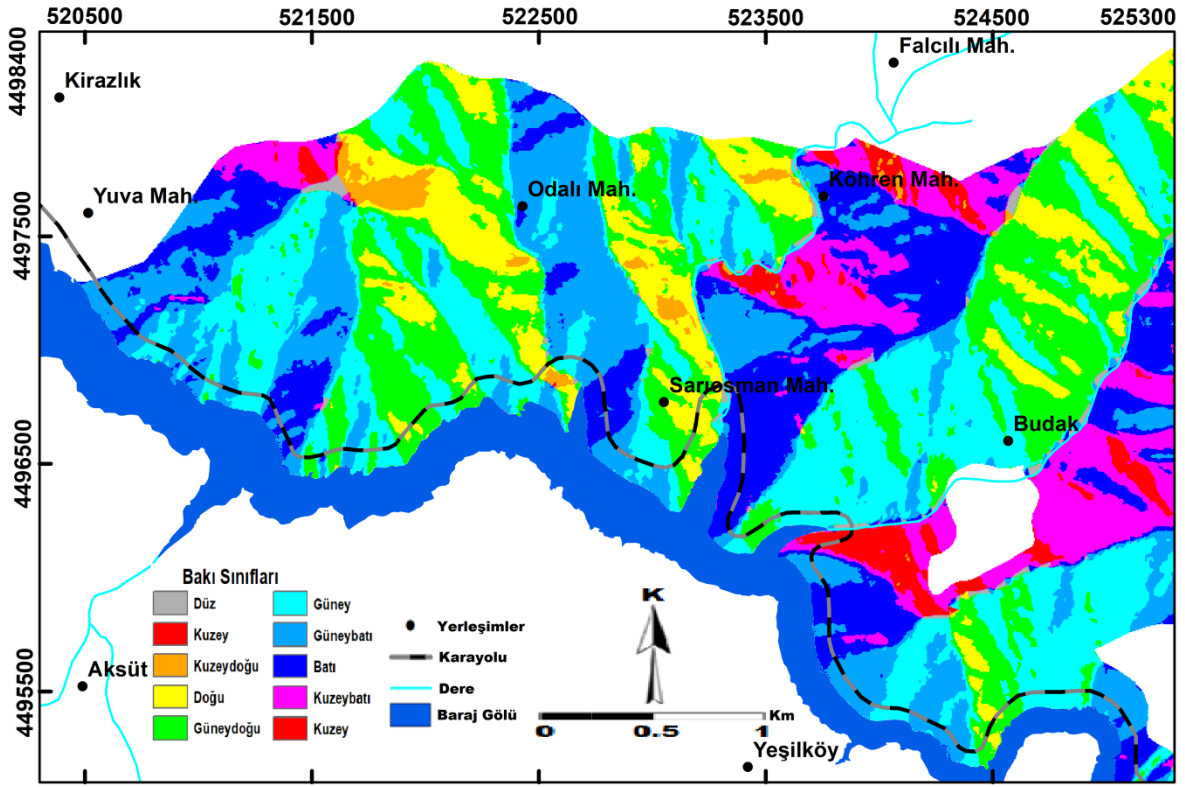 520500 521500 522500 523500 524500 525300
4498400
4497500
4496500
4495500
Kirazlık
Falcılı Mah.
Yuva Mah.
Odalı Mah.
Köhren Mah.
Sarıosman Mah.
Budak
Aksüt
Yeşilköy
Bakı Sınıfları
Düz
Kuzey
Kuzeydoğu
Doğu
Güneydoğu
Güney
Güneybatı
Batı
Kuzeybatı
Kuzey
Yerleşimler
Karayolu
Dere
Baraj Gölü
K
Km
0 0.5 1